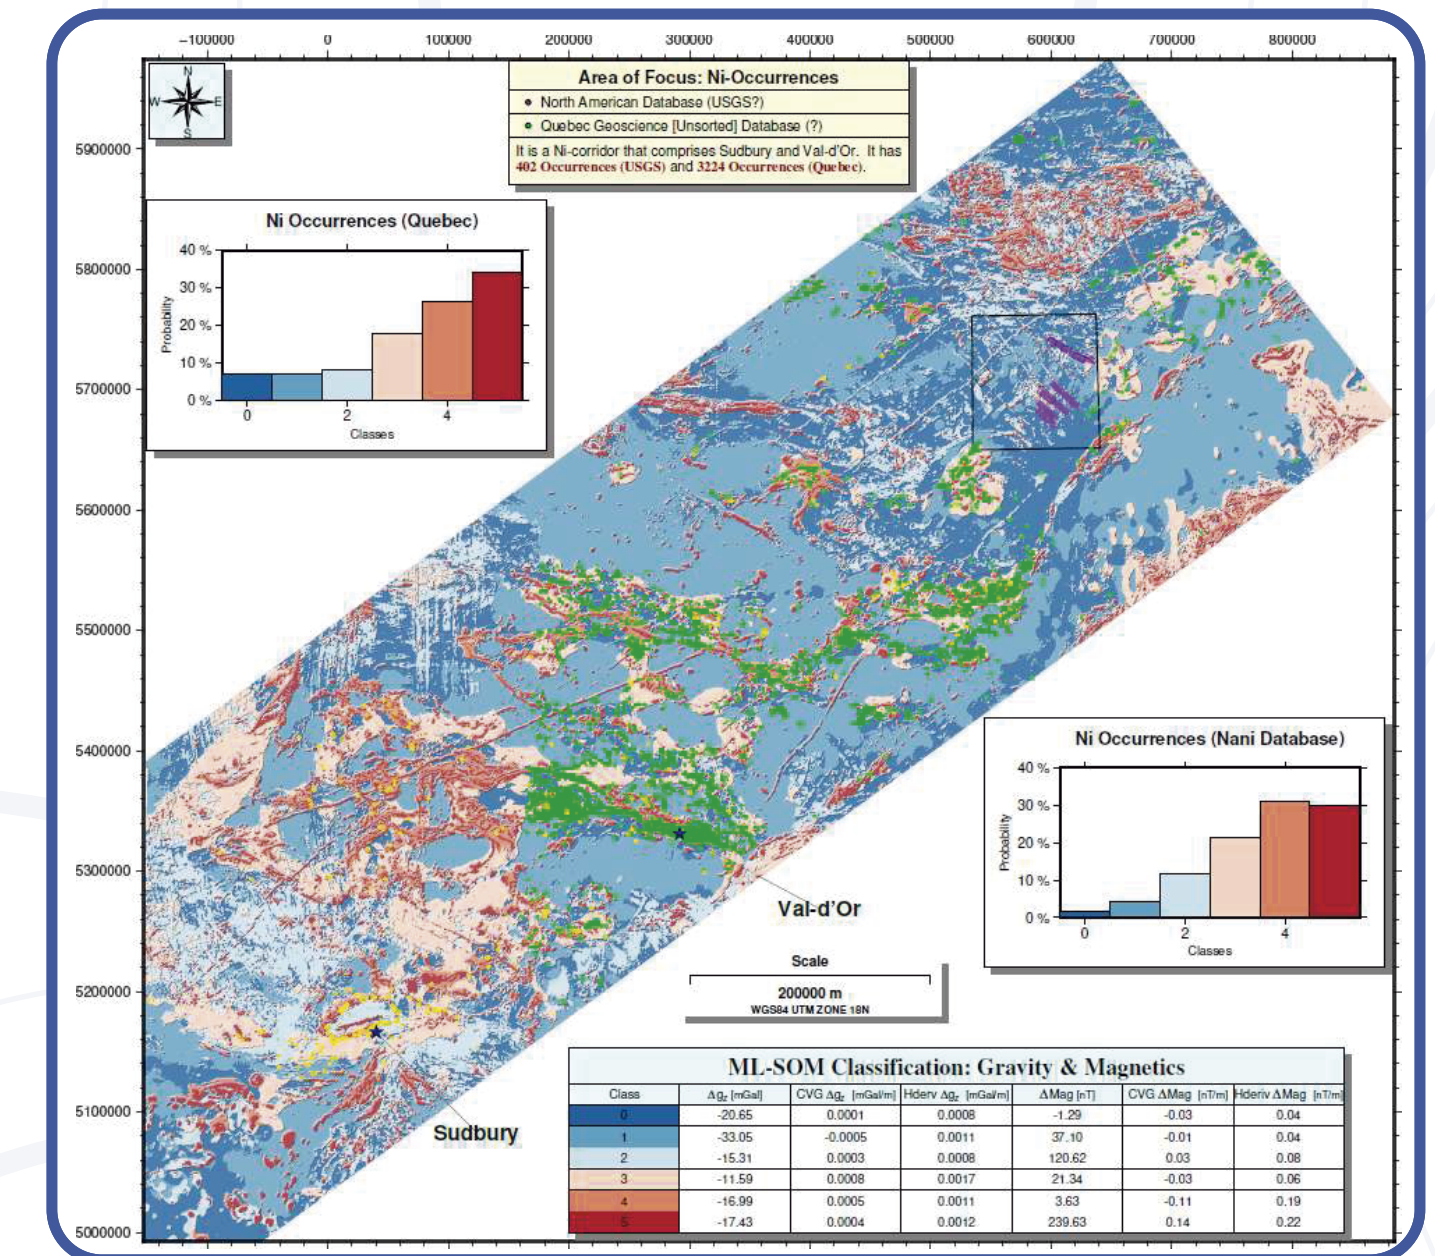 −100000 0 100000 200000 300000 400000 500000 600000 700000 800000
N
W E
S
Area of Focus: Ni-Occurrences
North American Database (USGS?)
Quebec Geoscience [Unsorted] Database (?)
It is a Ni-corridor that comprises Sudbury and Val-d'Or. It has
402 Occurrences (USGS) and 3224 Occurrences (Quebec).
5900000
5800000
5700000
5600000
5500000
5400000
5300000
5200000
5100000
5000000
Ni Occurrences (Quebec)
40 %
30 %
20 %
10 %
0 %
Probability
0 2 4
Classes
Ni Occurrences (Nani Database)
40 %
30 %
20 %
10 %
0 %
Probability
0 2 4
Classes
Val-d'Or
Sudbury
Scale
200000 m
WGS84 UTM ZONE 18N
ML-SOM Classification: Gravity & Magnetics
Class Δgz [mGal] CVG Δgz [mGal/m] Hderv Δgz [mGal/m] ΔMag [nT] CVG ΔMag [nT/m] Hderiv ΔMag [nT/m]
0 -20.65 0.0001 0.0008 -1.29 -0.03 0.04
1 -33.05 -0.0005 0.0011 37.10 -0.01 0.04
2 -15.31 0.0003 0.0008 120.62 0.03 0.08
3 -11.59 0.0008 0.0017 21.34 -0.03 0.06
4 -16.99 0.0005 0.0011 3.63 -0.11 0.19
5 -17.43 0.0004 0.0012 239.63 0.14 0.22